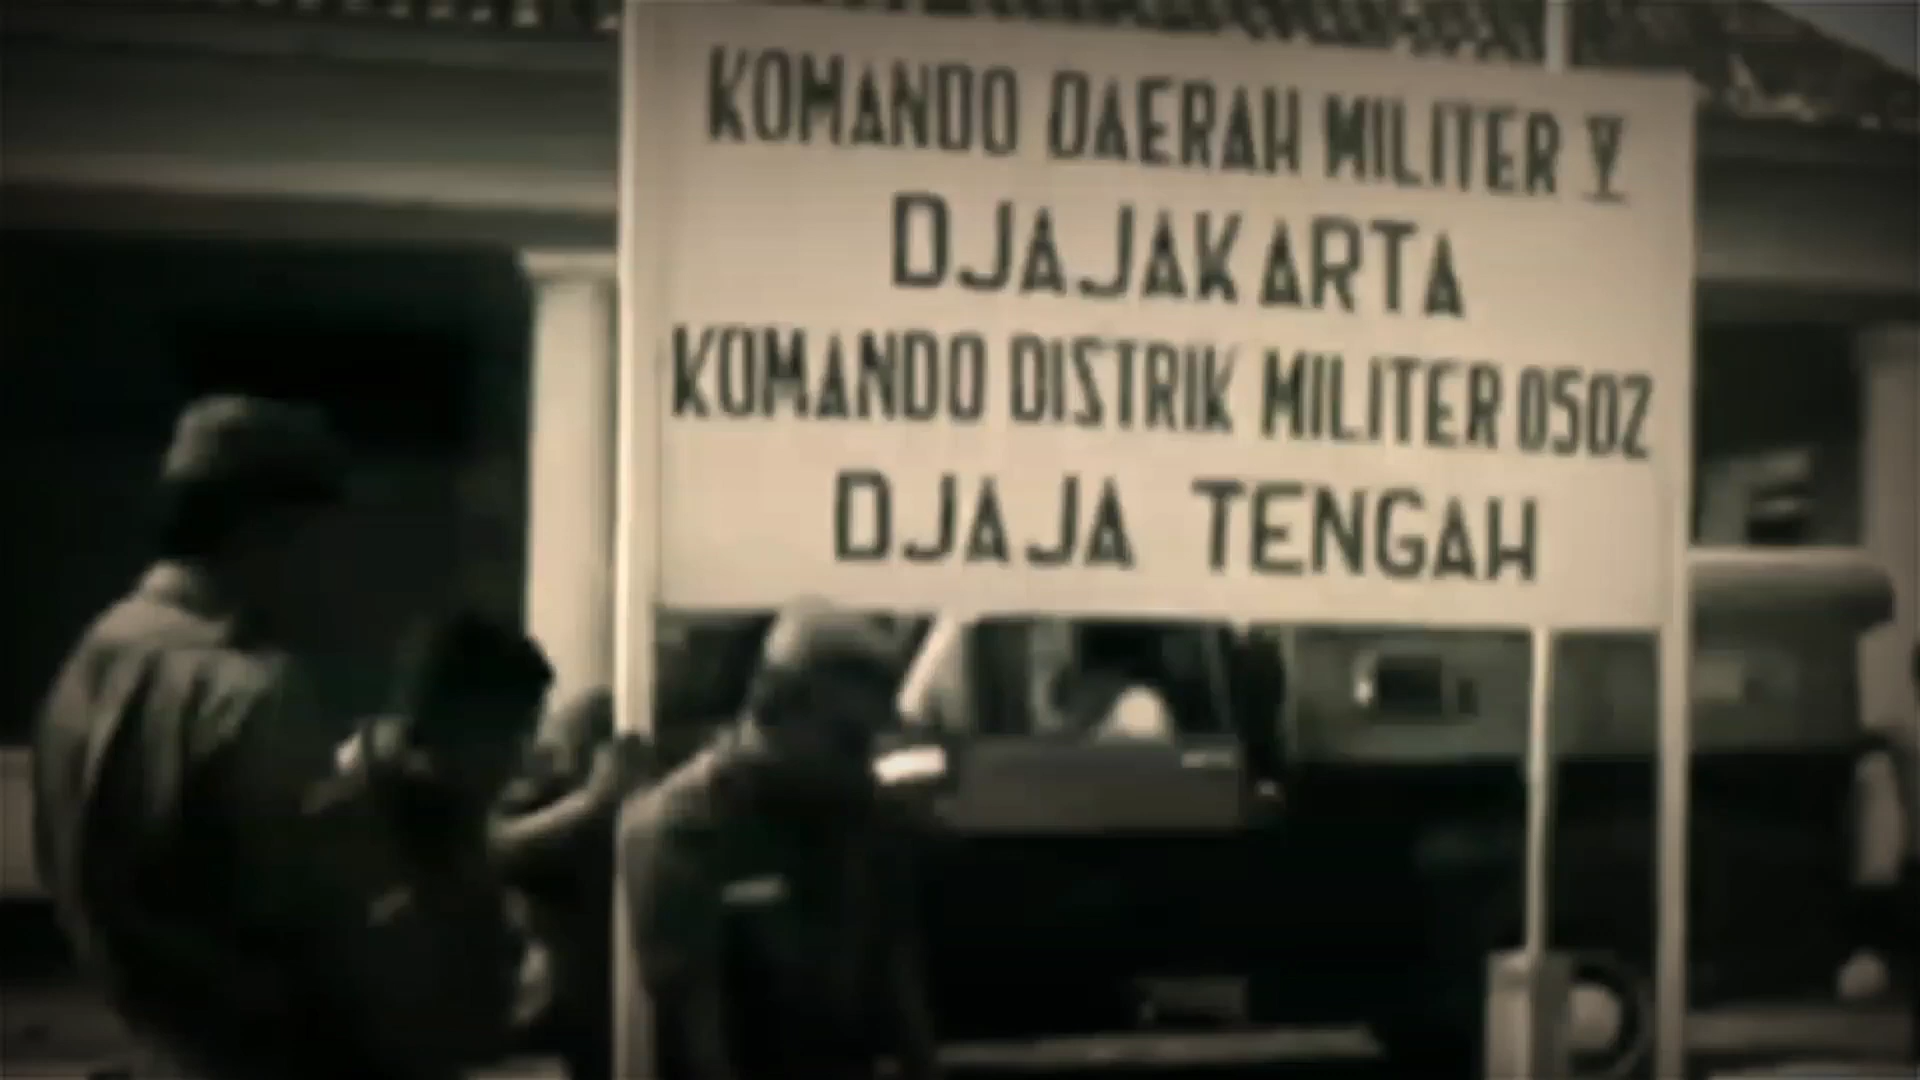 KOMANDO DAERAH MILITER V
DJAJAKARTA
KOMANDO DISTRIK MILITER 0502
DJAJA TENGAH